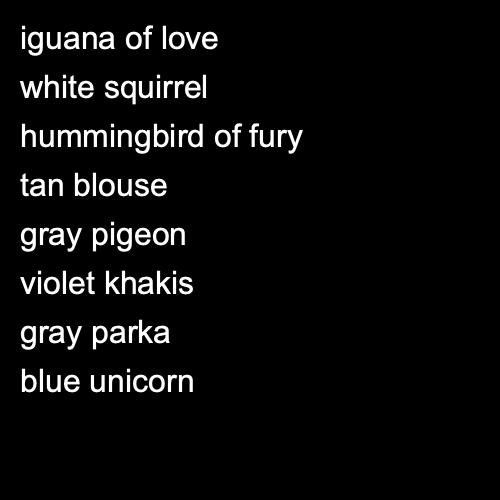 iguana of love
white squirrel
hummingbird of fury
tan blouse
gray pigeon
violet khakis
gray parka
blue unicorn